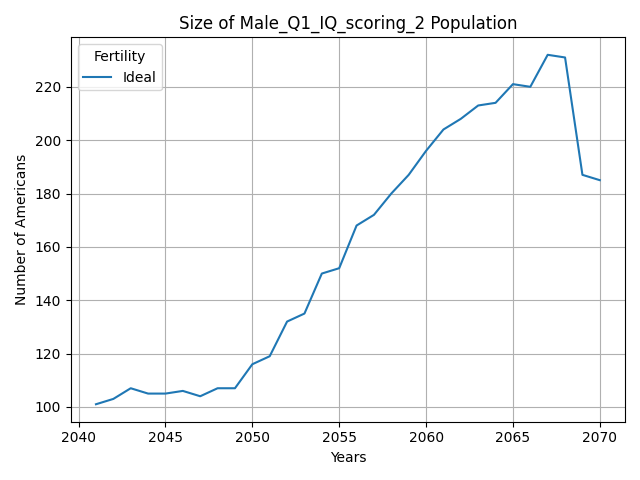 Size of Male_Q1_IQ_scoring_2 Population
Fertility
Ideal
Number of Americans
220
200
180
160
140
120
100
2040 2045 2050 2055 2060 2065 2070
Years